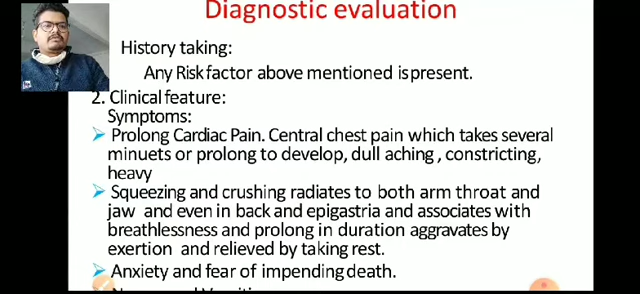 Diagnostic evaluation
History taking:
Any Risk factor above mentioned is present.
2. Clinical feature:
Symptoms:
Prolong Cardiac Pain. Central chest pain which takes several
minuets or prolong to develop, dull aching , constricting,
heavy
Squeezing and crushing radiates to both arm throat and
jaw and even in back and epigastria and associates with
breathlessness and prolong in duration aggravates by
exertion and relieved by taking rest.
Anxiety and fear of impending death.